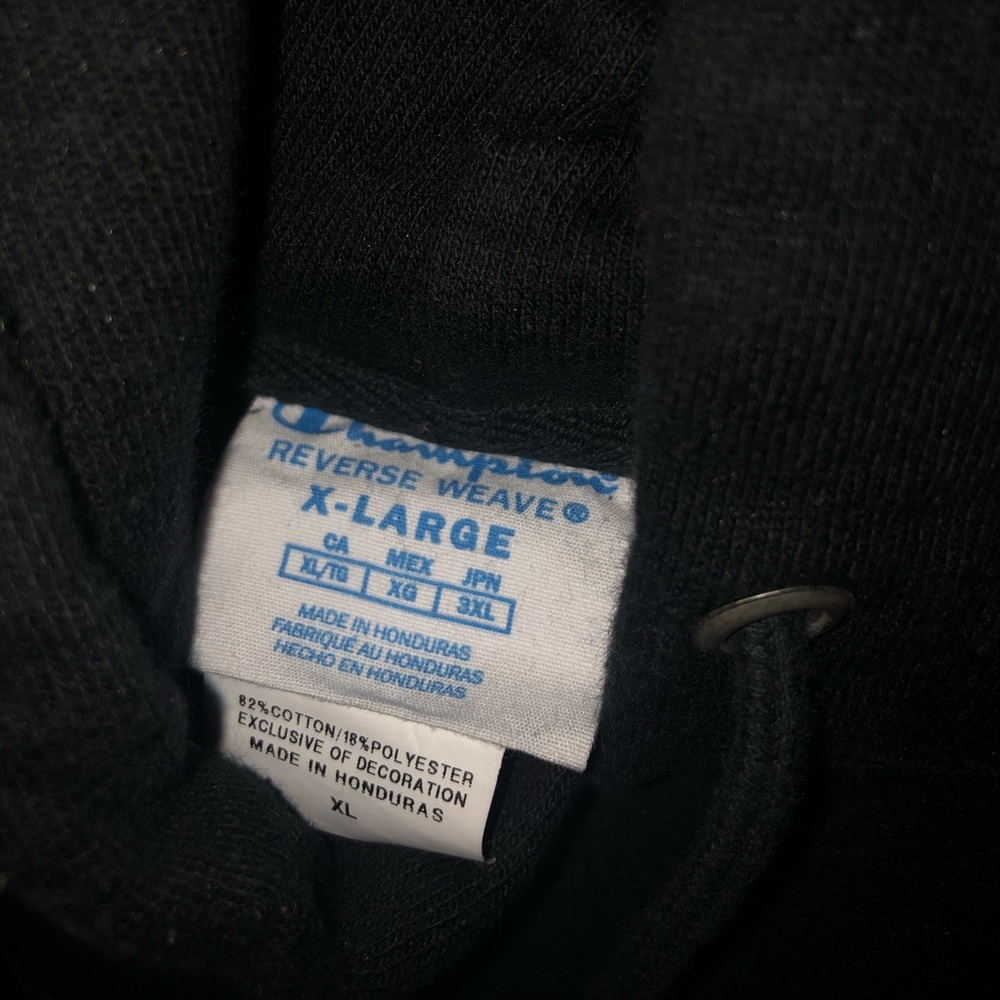 Champion
REVERSE WEAVE®
X-LARGE
CA MEX JPN
XL/TG XG 3XL
MADE IN HONDURAS
FABRIQUÉ AU HONDURAS
HECHO EN HONDURAS
82%COTTON/18%POLYESTER
EXCLUSIVE OF DECORATION
MADE IN HONDURAS
XL